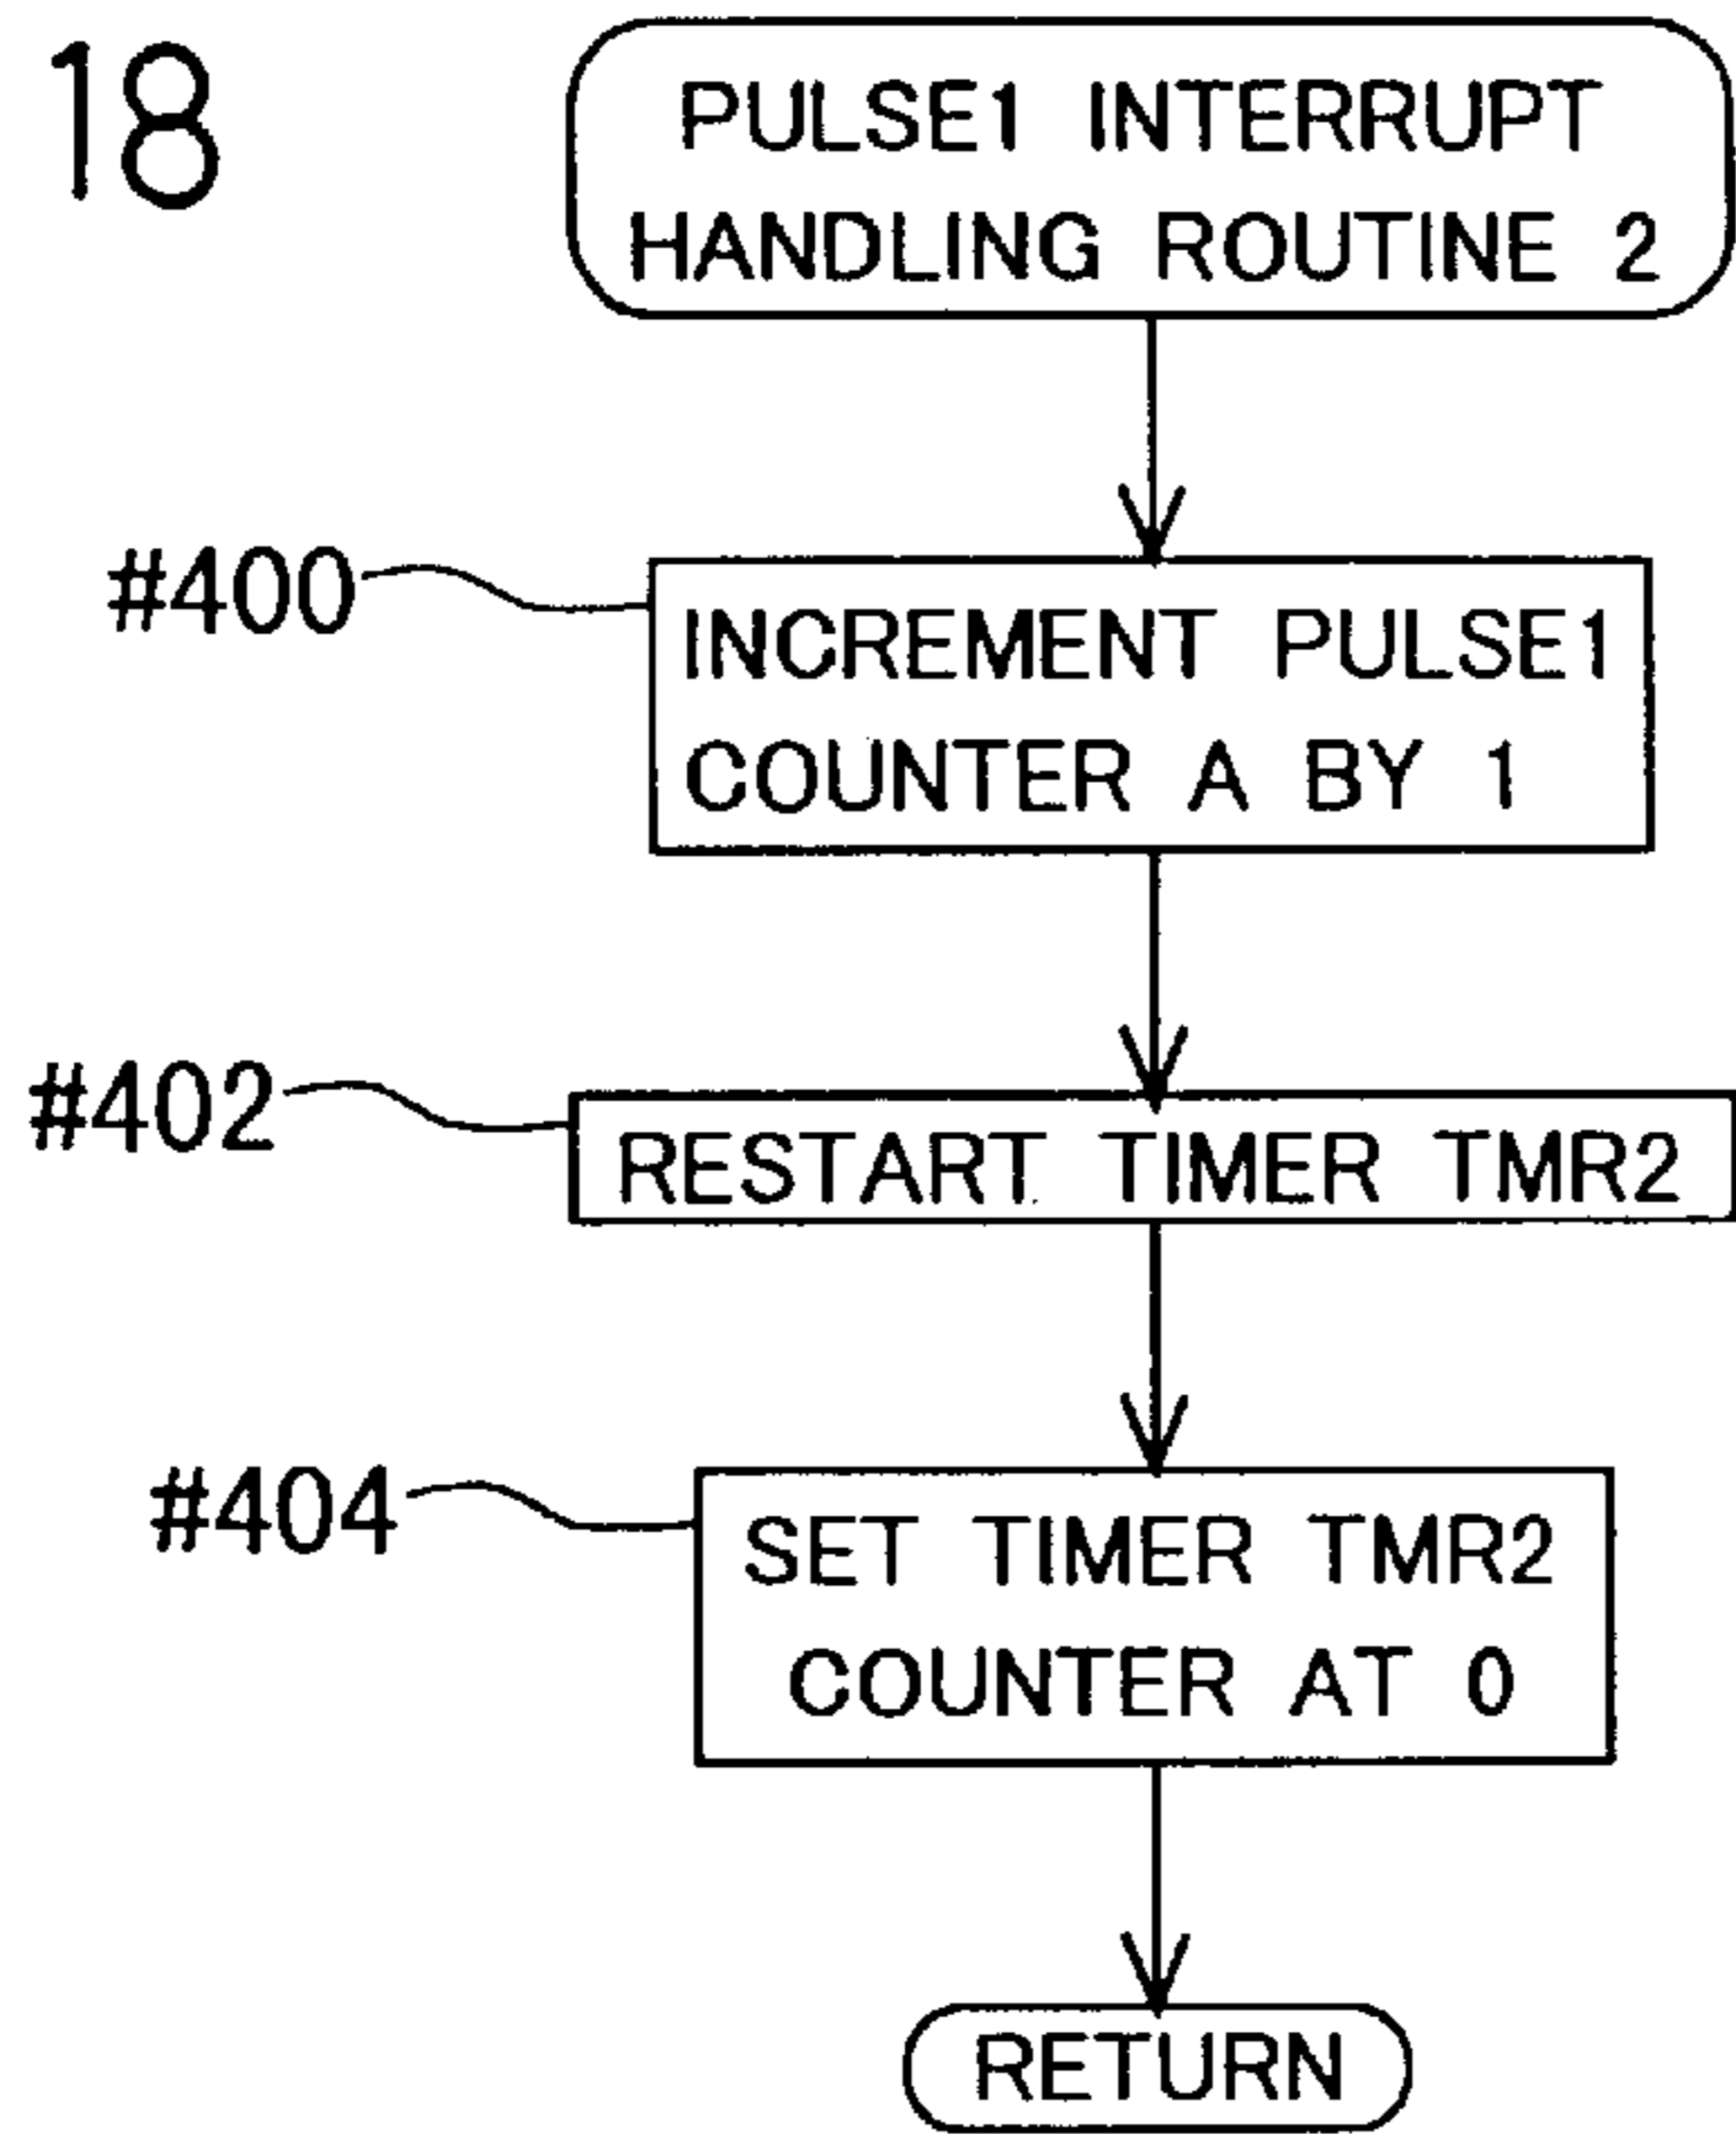 18
PULSE1 INTERRUPT
HANDLING ROUTINE 2
#400
INCREMENT PULSE1
COUNTER A BY 1
#402
RESTART TIMER TMR2
#404
SET TIMER TMR2
COUNTER AT 0
RETURN